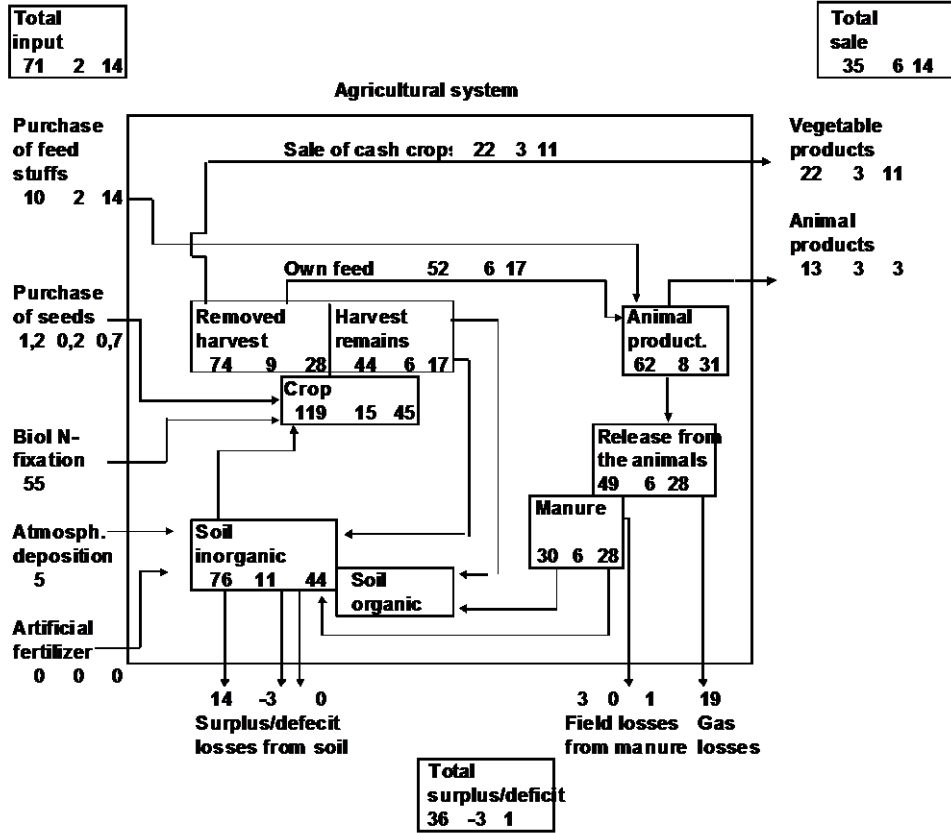 Total
input
71 2 14
Total
sale
35 6 14
Agricultural system
Purchase
of feed
stuffs
10 2 14
Sale of cash crops 22 3 11
Vegetable
products
22 3 11
Animal
products
13 3 3
Own feed 52 6 17
Purchase
of seeds
1,2 0,2 0,7
Removed
harvest
74 9 28
Harvest
remains
44 6 17
Animal
product.
62 8 31
Crop
119 15 45
Biol N-
fixation
55
Release from
the animals
49 6 28
Manure
30 6 28
Atmosph.
deposition
5
Soil
inorganic
76 11 44
Soil
organic
Artificial
fertilizer
0 0 0
14 -3 0
Surplus/defecit
losses from soil
3 0 1
Field losses
from manure
19
Gas
losses
Total
surplus/deficit
36 -3 1